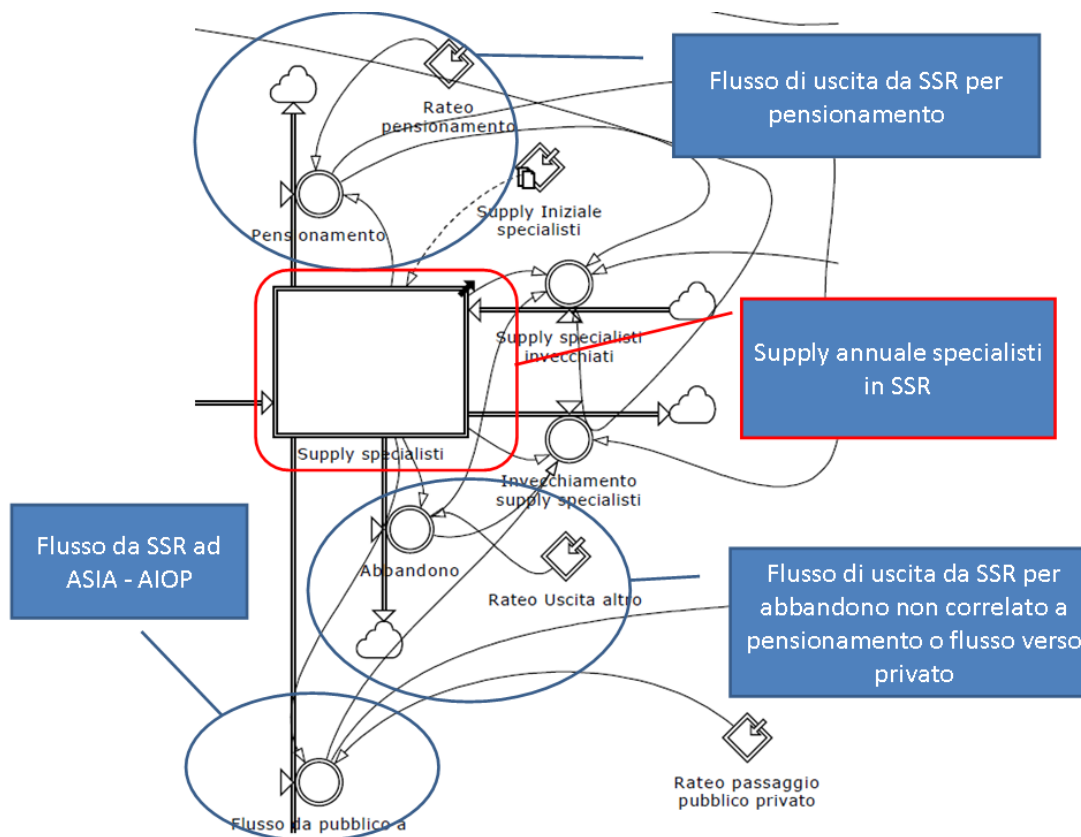 Flusso di uscita da SSR per
pensionamento
Rateo
pensionamento
Supply Iniziale
specialisti
Pensionamento
Supply specialisti
invecchiati
Supply annuale specialisti
in SSR
Supply specialisti
Invecchiamento
supply specialisti
Flusso da SSR ad
ASIA - AIOP
Abbandono
Rateo Uscita altro
Flusso di uscita da SSR per
abbandono non correlato a
pensionamento o flusso verso
privato
Rateo passaggio
pubblico privato
Flusso da pubblico a